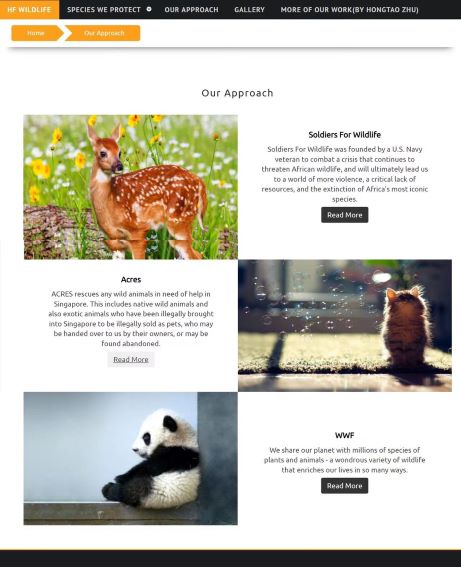 HF WILDLIFE SPECIES WE PROTECT OUR APPROACH GALLERY MORE OF OUR WORK(BY HONGTAO ZHU)
Home Our Approach
Our Approach
Soldiers For Wildlife
Soldiers For Wildlife was founded by a U.S. Navy
veteran to combat a crisis that continues to
threaten African wildlife, and will ultimately lead us
to a world of more violence, a critical lack of
resources, and the extinction of Africa's most iconic
species.
Read More
Acres
ACRES rescues any wild animals in need of help in
Singapore. This includes native wild animals and
also exotic animals who have been illegally brought
into Singapore to be illegally sold as pets, who may
be handed over to us by their owners, or may be
found abandoned.
Read More
WWF
We share our planet with millions of species of
plants and animals - a wondrous variety of wildlife
that enriches our lives in so many ways.
Read More